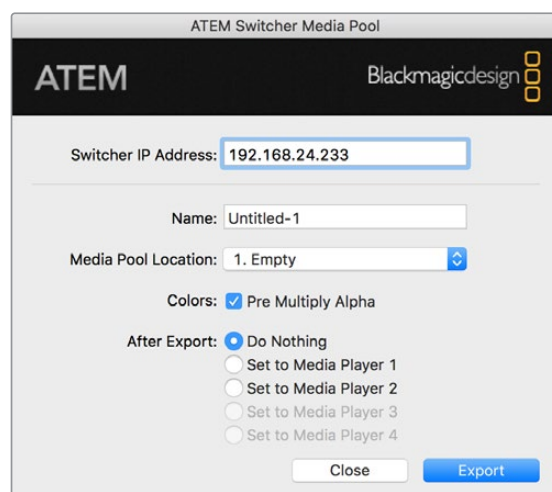 ATEM Switcher Media Pool
ATEM
Blackmagicdesign
Switcher IP Address: 192.168.24.233
Name: Untitled-1
Media Pool Location: 1. Empty
Colors: Pre Multiply Alpha
After Export: Do Nothing
Set to Media Player 1
Set to Media Player 2
Set to Media Player 3
Set to Media Player 4
Close Export